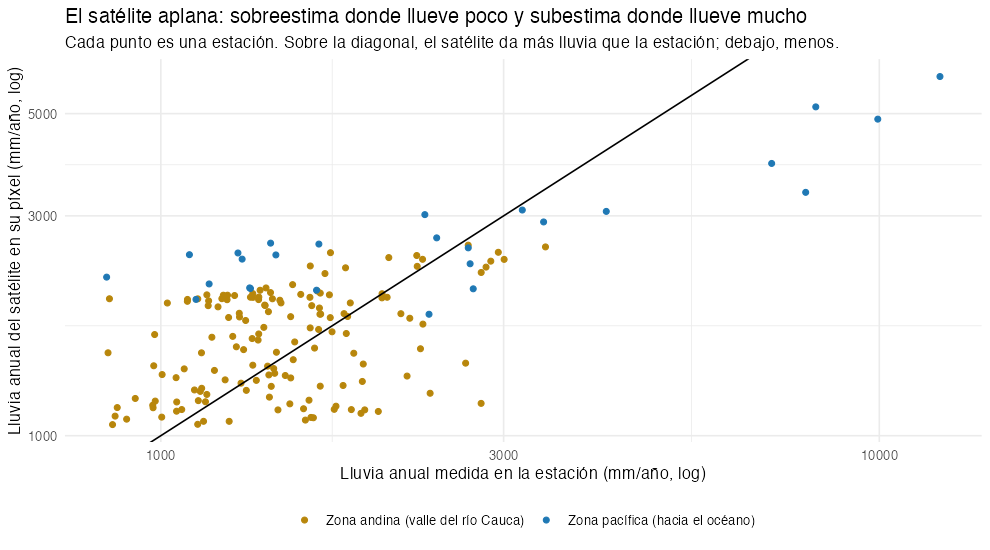 El satélite aplana: sobreestima donde llueve poco y subestima donde llueve mucho
Cada punto es una estación. Sobre la diagonal, el satélite da más lluvia que la estación; debajo, menos.
Lluvia anual del satélite en su píxel (mm/año, log)
5000
3000
1000
1000
3000
10000
Lluvia anual medida en la estación (mm/año, log)
Zona andina (valle del río Cauca)
Zona pacífica (hacia el océano)